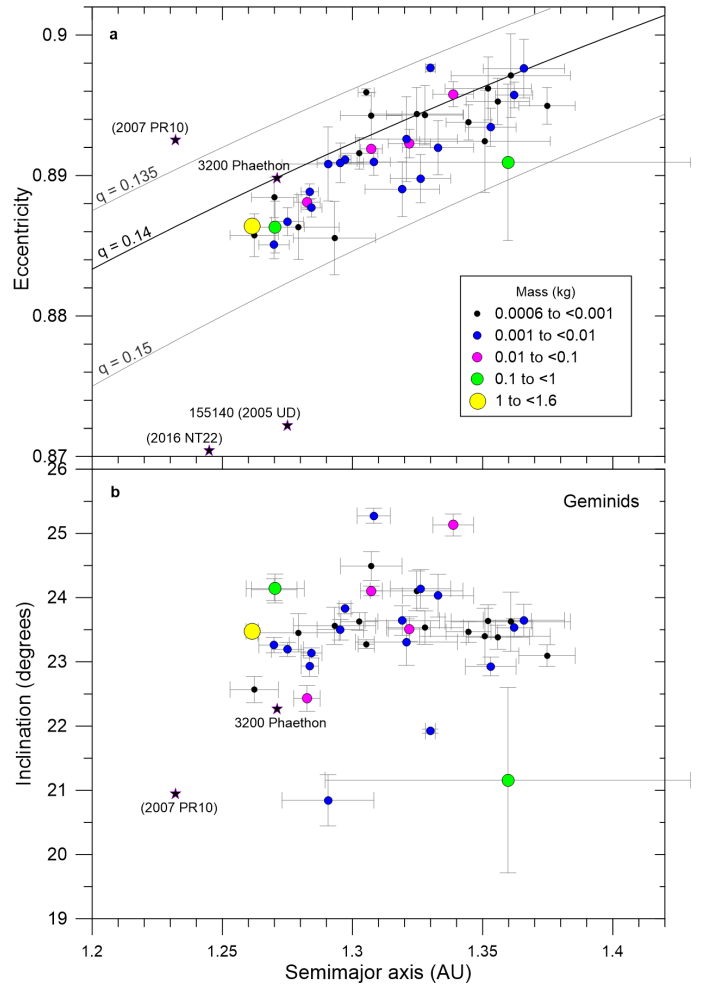 0.9
a
(2007 PR10)
q = 0.135
3200 Phaethon
0.89
q = 0.14
Eccentricity
Mass (kg)
0.0006 to <0.001
0.001 to <0.01
0.01 to <0.1
0.1 to <1
1 to <1.6
0.88
q = 0.15
155140 (2005 UD)
(2016 NT22)
0.87
26
b
Geminids
25
24
23
3200 Phaethon
22
Inclination (degrees)
21
(2007 PR10)
20
19
1.2
1.25
1.3
1.35
1.4
Semimajor axis (AU)